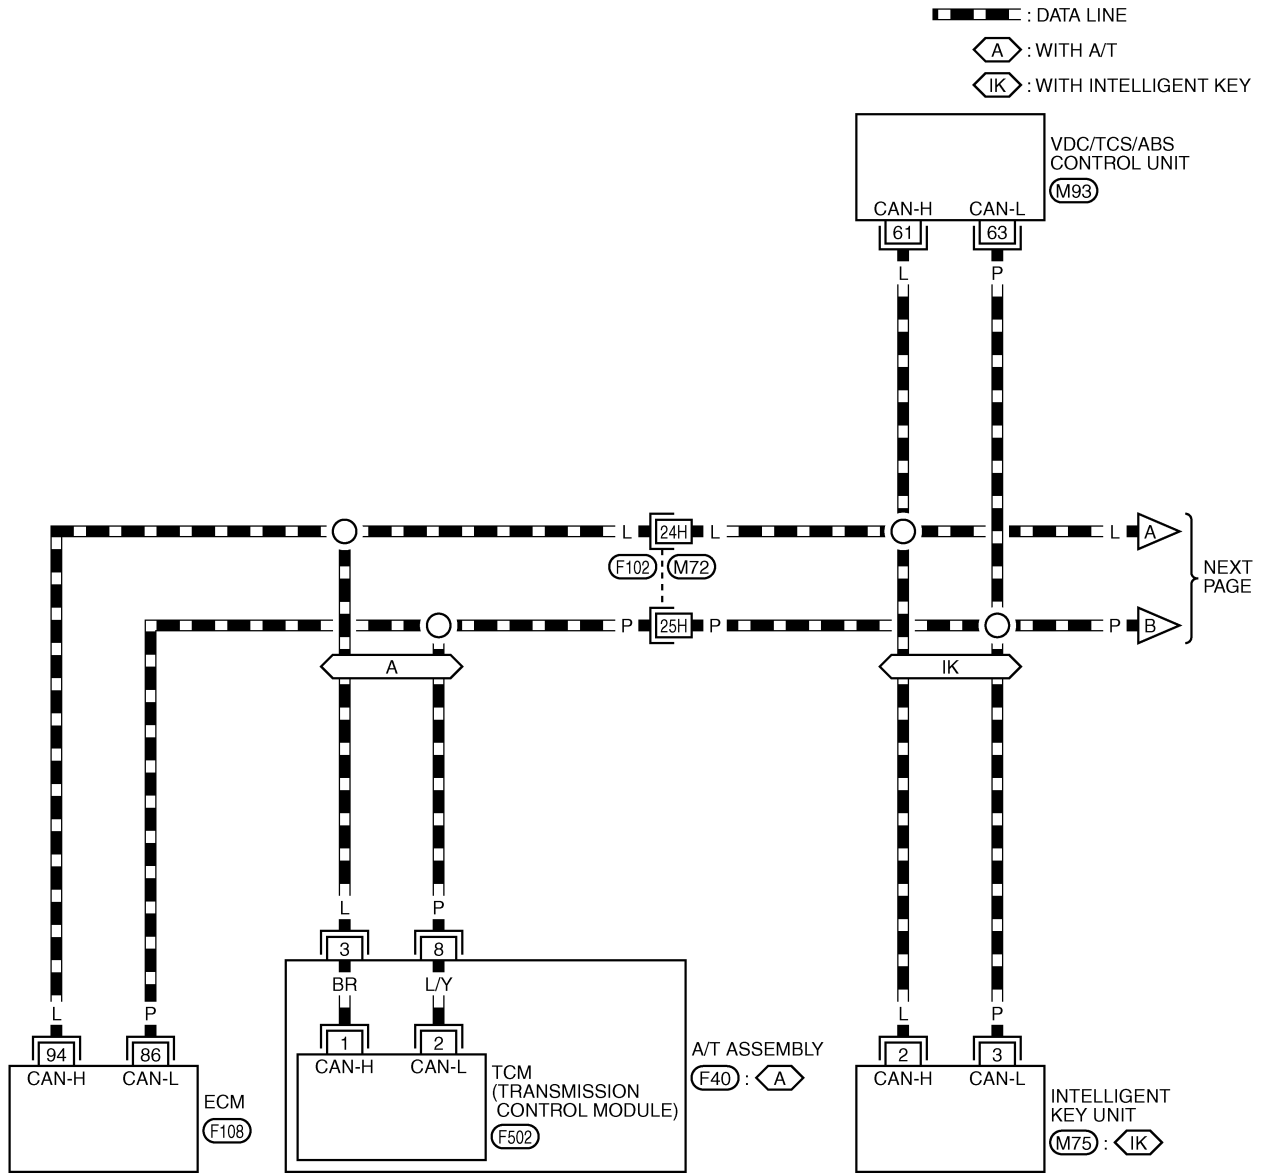 : DATA LINE
A : WITH A/T
IK : WITH INTELLIGENT KEY
VDC/TCS/ABS
CONTROL UNIT
M93
CAN-H CAN-L
61 63
L P
L 24H L L A
F102 M72
NEXT
PAGE
P 25H P P B
A IK
L P
3 8
BR L/Y
L P L P
94 86 1 2 2 3
CAN-H CAN-L CAN-H CAN-L CAN-H CAN-L
A/T ASSEMBLY
F40 : A
TCM
(TRANSMISSION
CONTROL MODULE)
F502
ECM
F108
INTELLIGENT
KEY UNIT
M75 : IK